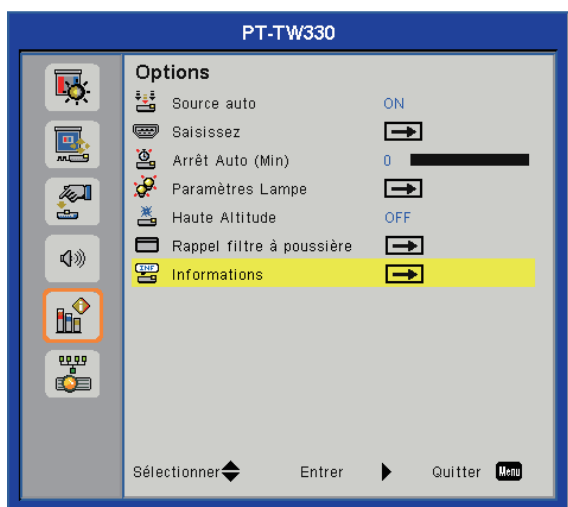 PT-TW330
Options
Source auto ON
Saisissez
Arrêt Auto (Min) 0
Paramètres Lampe
Haute Altitude OFF
Rappel filtre à poussière
INF Informations
Sélectionner Entrer Quitter Menu